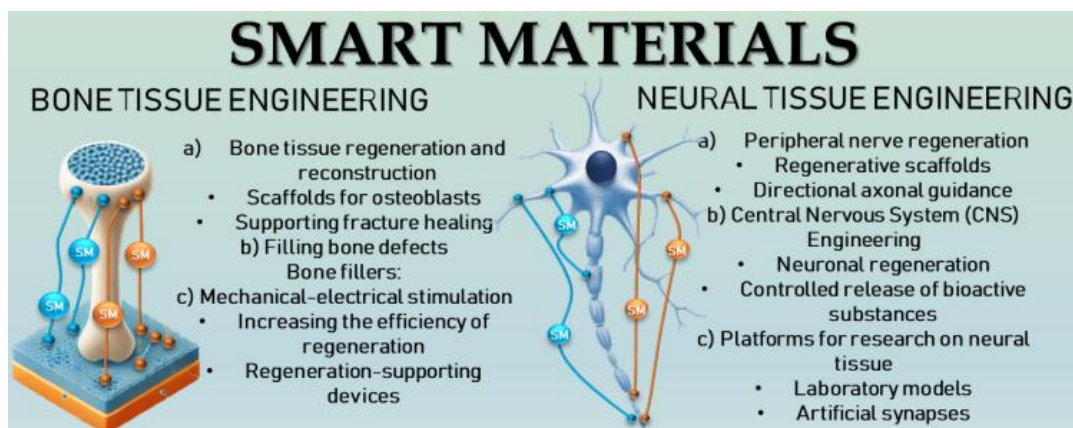 SMART MATERIALS
BONE TISSUE ENGINEERING
a) Bone tissue regeneration and
reconstruction
• Scaffolds for osteoblasts
• Supporting fracture healing
b) Filling bone defects
Bone fillers:
c) Mechanical-electrical stimulation
• Increasing the efficiency of
regeneration
• Regeneration-supporting
devices
SM
SM
SM
SM
NEURAL TISSUE ENGINEERING
a) Peripheral nerve regeneration
• Regenerative scaffolds
• Directional axonal guidance
b) Central Nervous System (CNS)
Engineering
• Neuronal regeneration
• Controlled release of bioactive
substances
c) Platforms for research on neural
tissue
• Laboratory models
• Artificial synapses
SM
SM
SM
SM